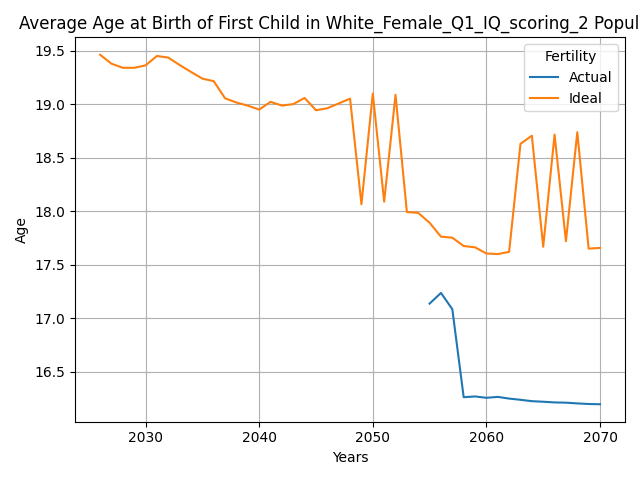 Average Age at Birth of First Child in White_Female_Q1_IQ_scoring_2 Popul
19.5
19.0
18.5
18.0
17.5
17.0
16.5
Age
Fertility
Actual
Ideal
2030 2040 2050 2060 2070
Years